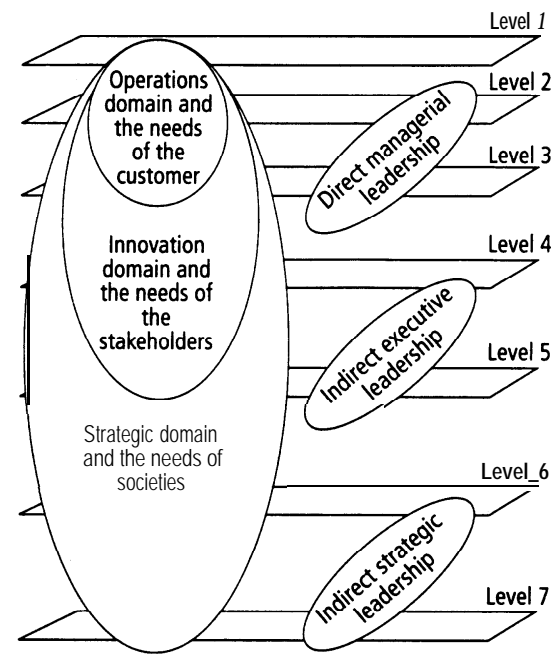 Level 1
Operations
domain and
the needs
of the
customer
Level 2
Direct managerial
leadership
Level 3
Innovation
domain and
the needs of
the
stakeholders
Level 4
Indirect executive
leadership
Level 5
Strategic domain
and the needs of
societies
Level_6
Indirect strategic
leadership
Level 7